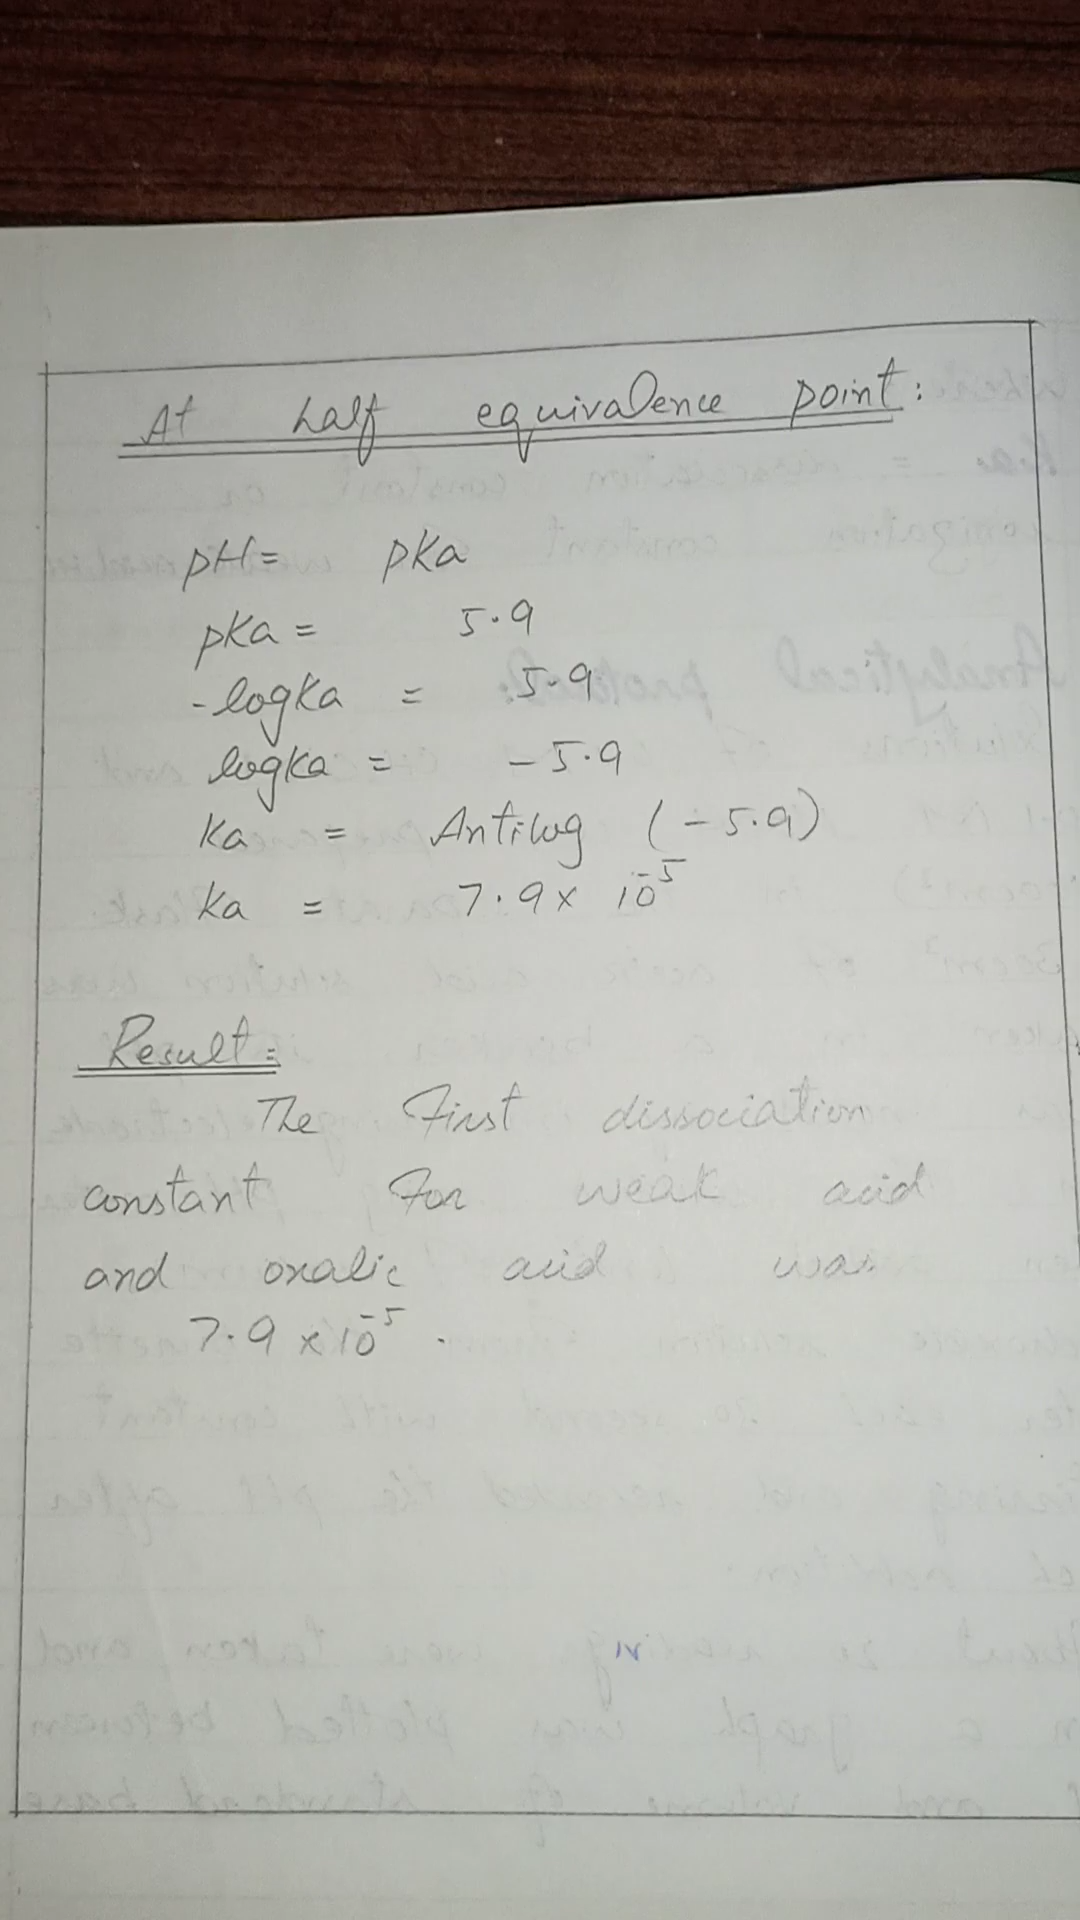 At half equivalence point:
pH = pKa
pKa = 5.9
-logKa = 5.9
logKa = -5.9
Ka = Antilog (-5.9)
Ka = 7.9 x 10⁻⁵
Result:
The First dissociation
constant For weak acid
and oxalic acid was
7.9 x 10⁻⁵ .